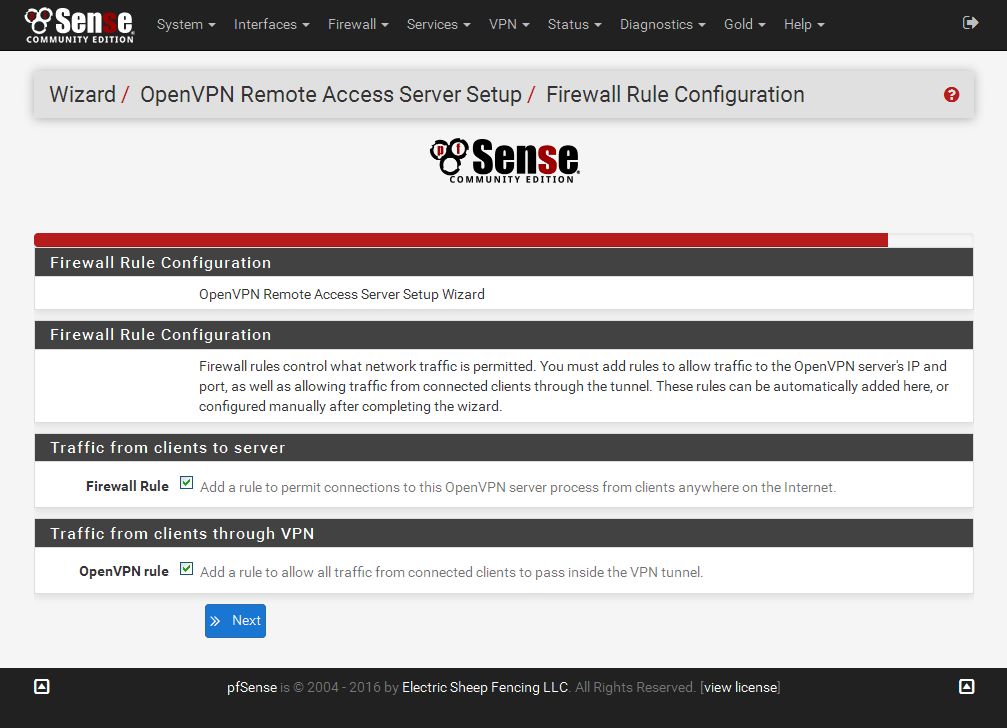 Sense
COMMUNITY EDITION
System Interfaces Firewall Services VPN Status Diagnostics Gold Help
Wizard / OpenVPN Remote Access Server Setup / Firewall Rule Configuration
pfSense
COMMUNITY EDITION
Firewall Rule Configuration
OpenVPN Remote Access Server Setup Wizard
Firewall Rule Configuration
Firewall rules control what network traffic is permitted. You must add rules to allow traffic to the OpenVPN server's IP and
port, as well as allowing traffic from connected clients through the tunnel. These rules can be automatically added here, or
configured manually after completing the wizard.
Traffic from clients to server
Firewall Rule Add a rule to permit connections to this OpenVPN server process from clients anywhere on the Internet.
Traffic from clients through VPN
OpenVPN rule Add a rule to allow all traffic from connected clients to pass inside the VPN tunnel.
» Next
pfSense is © 2004 - 2016 by Electric Sheep Fencing LLC. All Rights Reserved. [view license]